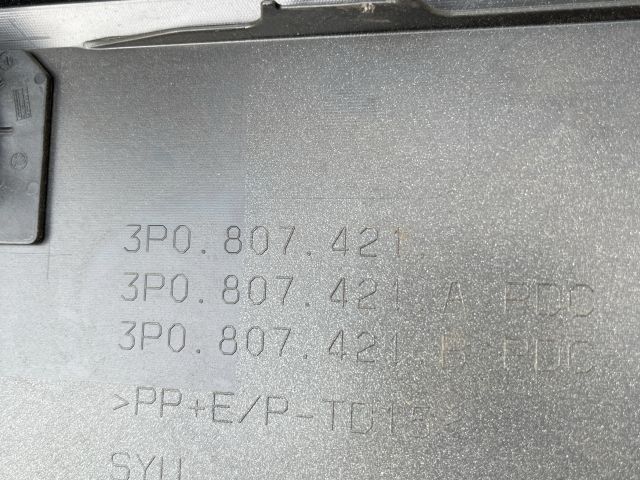 3P0.807.421
3P0.807.421 A PDC
3P0.807.421 B PDC
>PP+E/P-TD15<
SYU